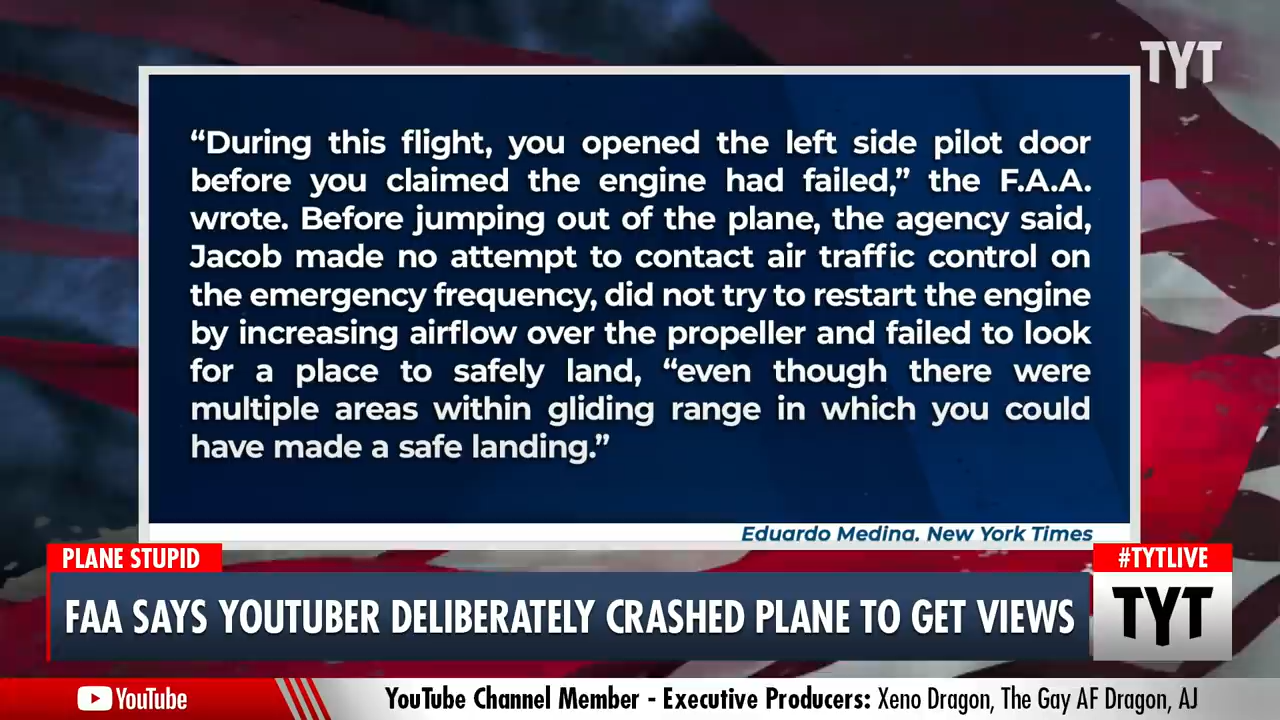 TYT
“During this flight, you opened the left side pilot door
before you claimed the engine had failed,” the F.A.A.
wrote. Before jumping out of the plane, the agency said,
Jacob made no attempt to contact air traffic control on
the emergency frequency, did not try to restart the engine
by increasing airflow over the propeller and failed to look
for a place to safely land, “even though there were
multiple areas within gliding range in which you could
have made a safe landing.”
Eduardo Medina, New York Times
PLANE STUPID
#TYTLIVE
FAA SAYS YOUTUBER DELIBERATELY CRASHED PLANE TO GET VIEWS
TYT
YouTube
YouTube Channel Member - Executive Producers: Xeno Dragon, The Gay AF Dragon, AJ